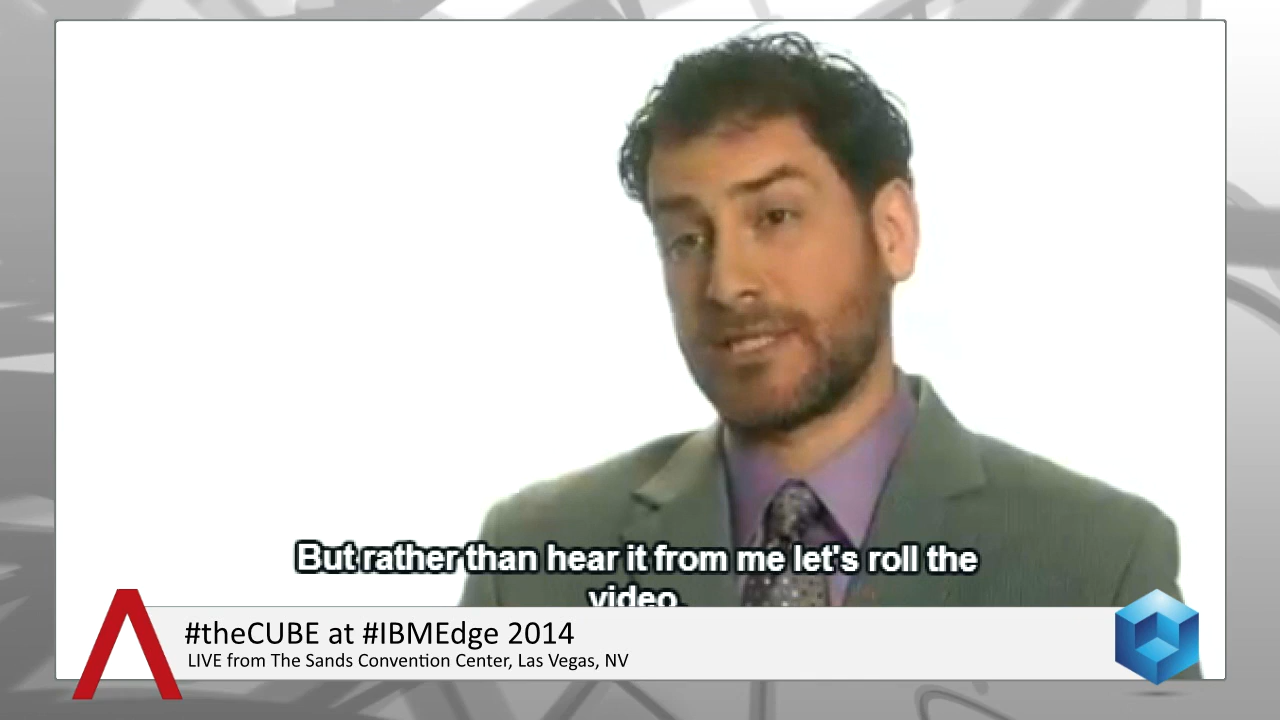 But rather than hear it from me let's roll the
video.
#theCUBE at #IBMEdge 2014
LIVE from The Sands Convention Center, Las Vegas, NV